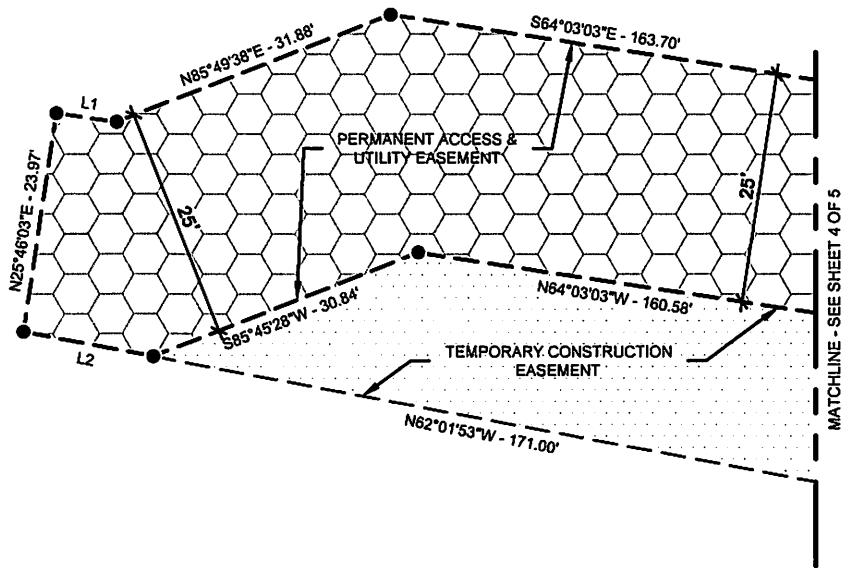 S64°03'03"E - 163.70'
N85°49'38"E - 31.88'
L1
PERMANENT ACCESS &
UTILITY EASEMENT
25'
25'
N25°46'03"E - 23.97'
MATCHLINE - SEE SHEET 4 OF 5
N64°03'03"W - 160.58'
S85°45'28"W - 30.84'
L2
TEMPORARY CONSTRUCTION
EASEMENT
N62°01'53"W - 171.00'